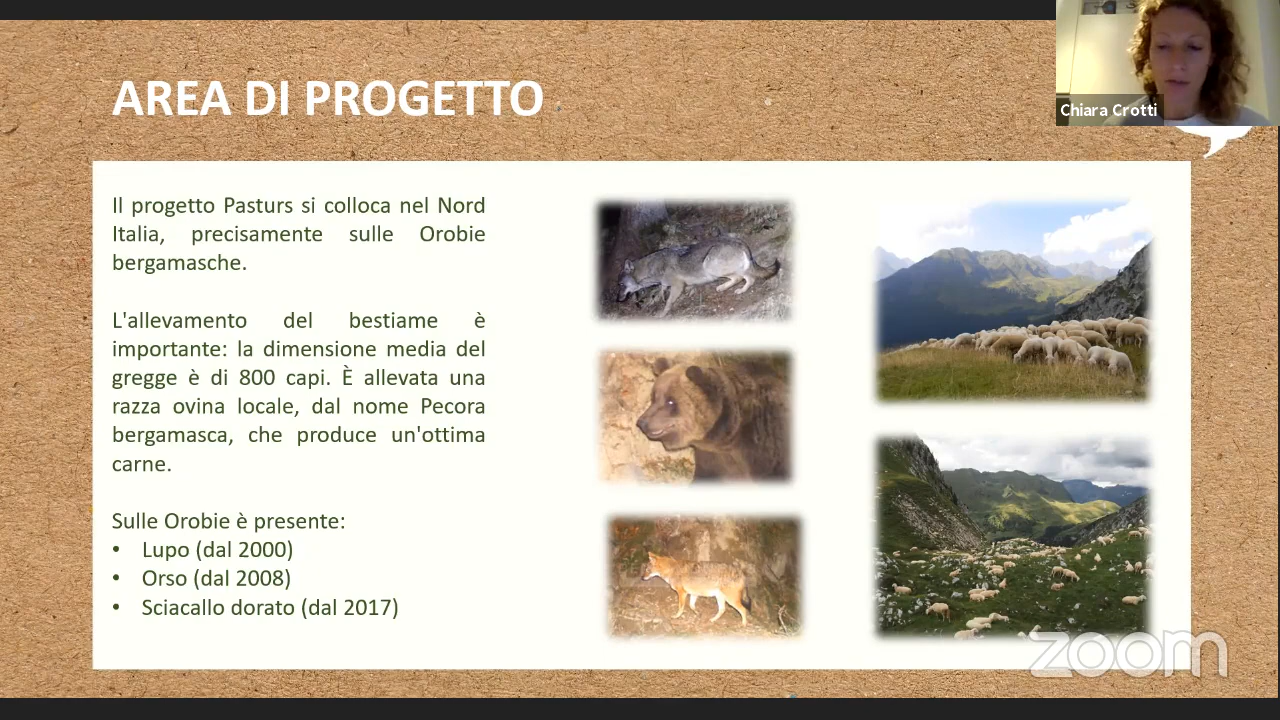 AREA DI PROGETTO
Chiara Crotti
Il progetto Pasturs si colloca nel Nord
Italia, precisamente sulle Orobie
bergamasche.
L'allevamento del bestiame è
importante: la dimensione media del
gregge è di 800 capi. È allevata una
razza ovina locale, dal nome Pecora
bergamasca, che produce un'ottima
carne.
Sulle Orobie è presente:
• Lupo (dal 2000)
• Orso (dal 2008)
• Sciacallo dorato (dal 2017)
zoom